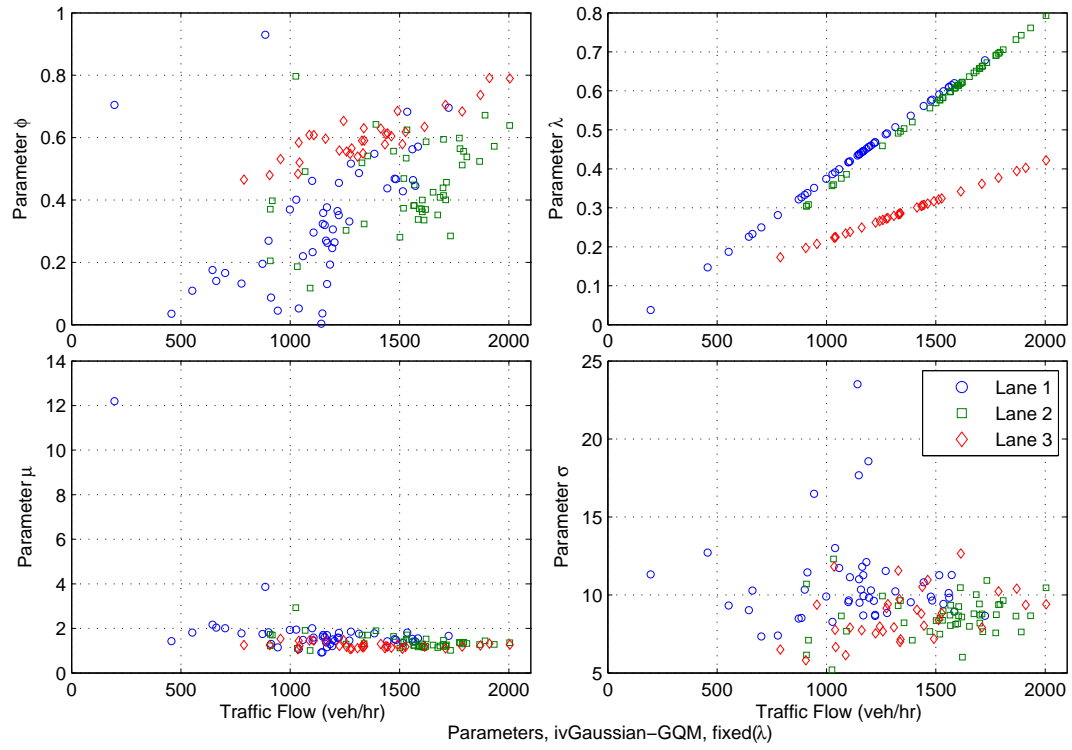 1
0.8
0.6
0.4
0.2
0
0 500 1000 1500 2000
Parameter ϕ
0.8
0.7
0.6
0.5
0.4
0.3
0.2
0.1
0
0 500 1000 1500 2000
Parameter λ
14
12
10
8
6
4
2
0
0 500 1000 1500 2000
Parameter μ
Traffic Flow (veh/hr)
25
20
15
10
5
0 500 1000 1500 2000
Parameter σ
Traffic Flow (veh/hr)
Lane 1
Lane 2
Lane 3
Parameters, ivGaussian−GQM, fixed(λ)